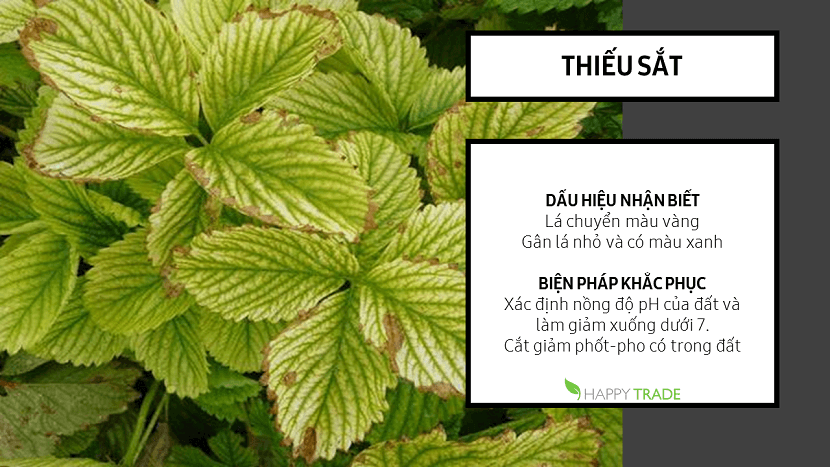 THIẾU SẮT
DẤU HIỆU NHẬN BIẾT
Lá chuyển màu vàng
Gân lá nhỏ và có màu xanh
BIỆN PHÁP KHẮC PHỤC
Xác định nồng độ pH của đất và
làm giảm xuống dưới 7.
Cắt giảm phốt-pho có trong đất
HAPPY TRADE